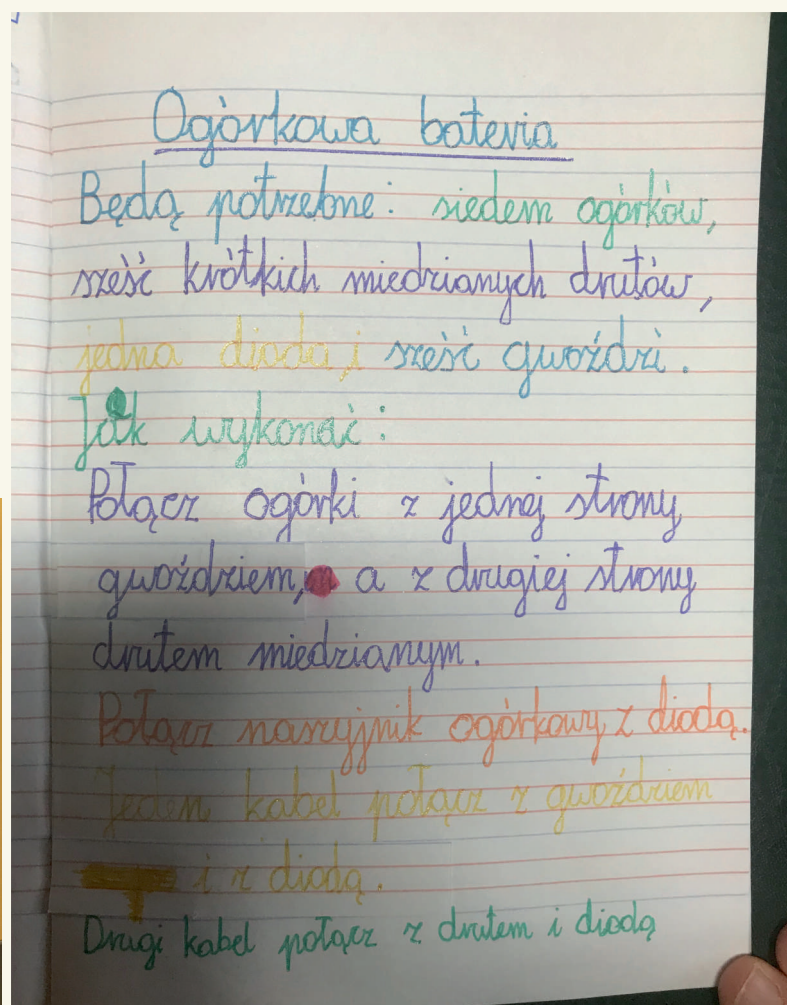 Ogórkowa bateria
Będą potrzebne: siedem ogórków,
sześć krótkich miedzianych drutów,
jedna dioda, i sześć gwoździ.
Jak wykonać:
Połącz ogórki z jednej strony
gwoździem, a z drugiej strony
drutem miedzianym.
Połącz naszyjnik ogórkowy z diodą.
Jeden kabel połącz z gwoździem
i z diodą.
Drugi kabel połącz z drutem i diodą